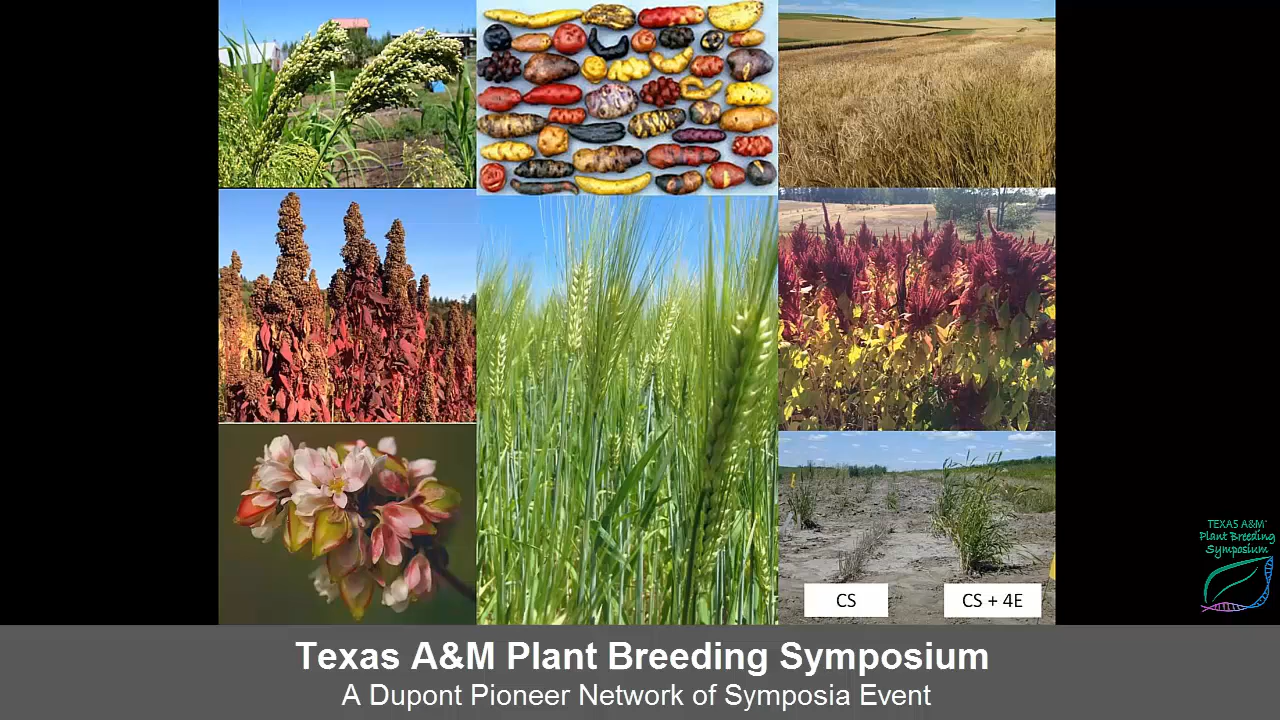 TEXAS A&M
Plant Breeding
Symposium
CS
CS + 4E
Texas A&M Plant Breeding Symposium
A Dupont Pioneer Network of Symposia Event